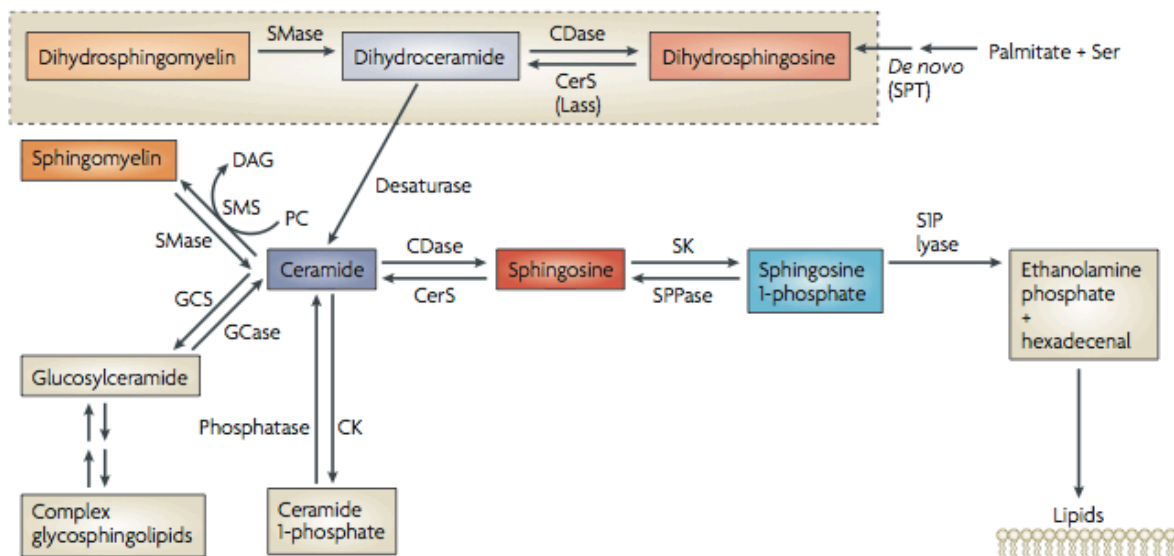 SMase
CDase
Dihydrosphingomyelin
Dihydroceramide
Dihydrosphingosine
Palmitate + Ser
CerS
(Lass)
De novo
(SPT)
Sphingomyelin
DAG
SMS
PC
SMase
Desaturase
Ceramide
CDase
CerS
Sphingosine
SK
SPPase
Sphingosine
1-phosphate
S1P
lyase
Ethanolamine
phosphate
+
hexadecenal
GCS
GCase
Glucosylceramide
Phosphatase
CK
Complex
glycosphingolipids
Ceramide
1-phosphate
Lipids